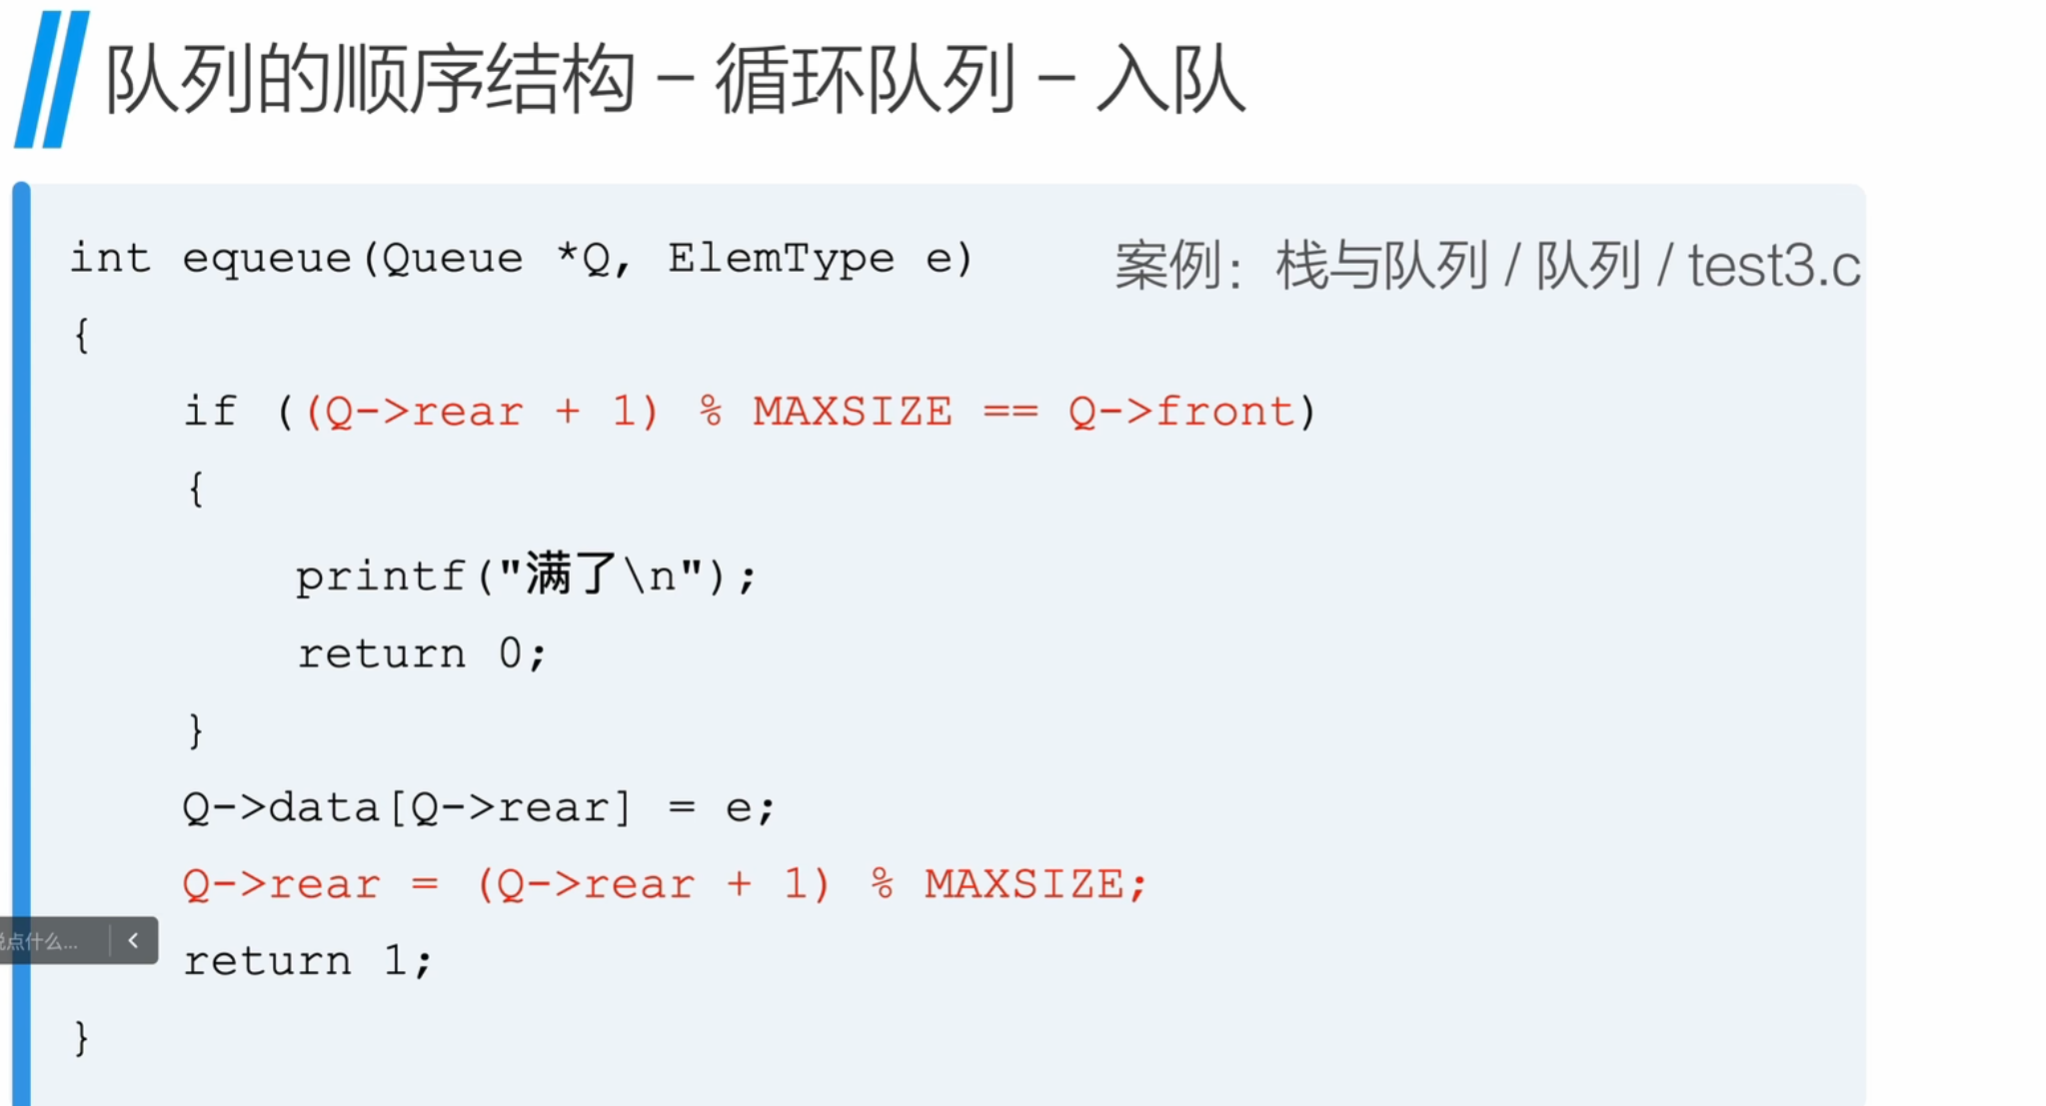 队列的顺序结构 – 循环队列 – 入队
int equeue(Queue *Q, ElemType e)
案例：栈与队列 / 队列 / test3.c
{
if ((Q->rear + 1) % MAXSIZE == Q->front)
{
printf("满了\n");
return 0;
}
Q->data[Q->rear] = e;
Q->rear = (Q->rear + 1) % MAXSIZE;
点什么...
return 1;
}